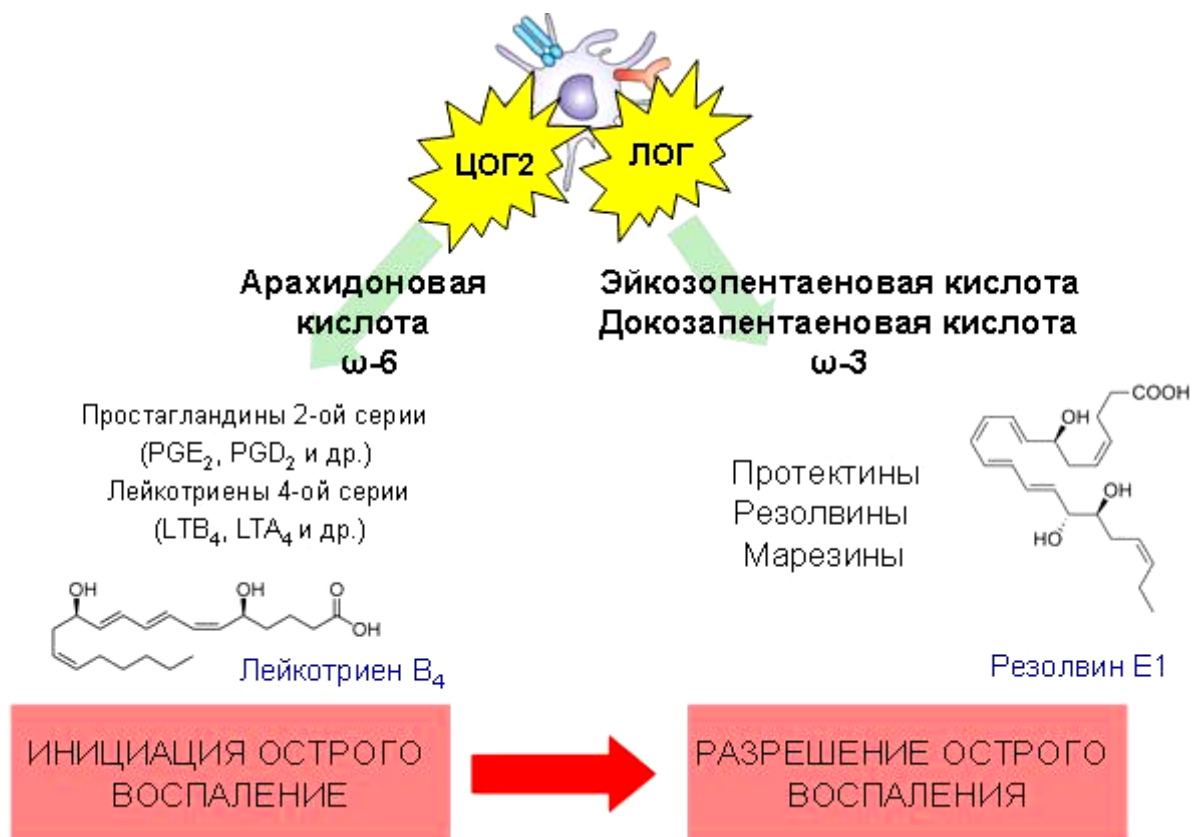 ЦОГ2
ЛОГ
Арахидоновая
кислота
ω-6
Эйкозопентаеновая кислота
Докозапентаеновая кислота
ω-3
Простагландины 2-ой серии
(PGE₂, PGD₂ и др.)
Лейкотриены 4-ой серии
(LTB₄, LTA₄ и др.)
Протектины
Резолвины
Марезины
COOH
OH
OH
HO
OH
OH
O
OH
Лейкотриен B₄
Резолвин E1
ИНИЦИАЦИЯ ОСТРОГО
ВОСПАЛЕНИЕ
РАЗРЕШЕНИЕ ОСТРОГО
ВОСПАЛЕНИЯ